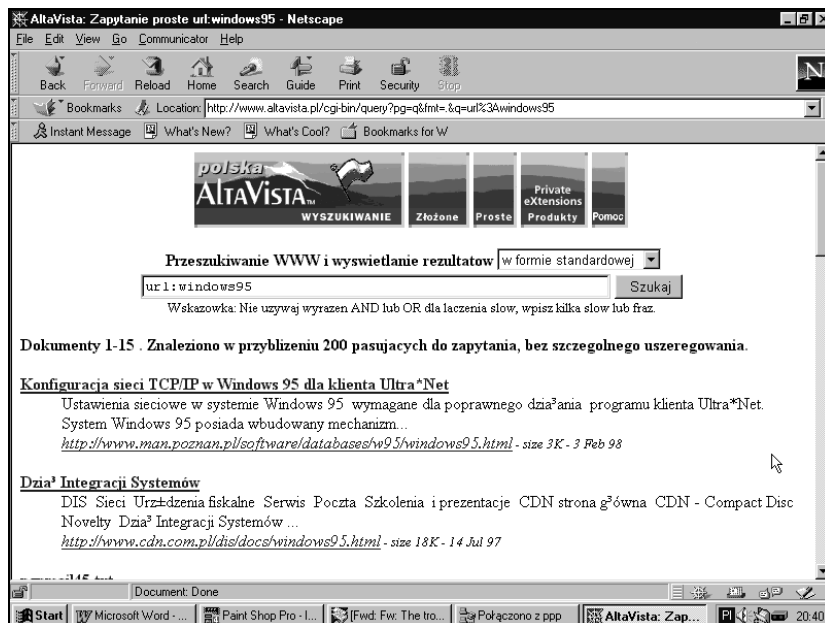 AltaVista: Zapytanie proste url:windows95 - Netscape
File Edit View Go Communicator Help
Back Forward Reload Home Search Guide Print Security Stop
N
Bookmarks Location: http://www.altavista.pl/cgi-bin/query?pg=q&fmt=.&q=url%3Awindows95
Instant Message What's New? What's Cool? Bookmarks for W
polska
ALTAVISTA™
WYSZUKIWANIE Złożone Proste Private eXtensions Produkty Pomoc
Przeszukiwanie WWW i wyswietlanie rezultatow w formie standardowej
url:windows95 Szukaj
Wskazowka: Nie uzywaj wyrazen AND lub OR dla laczenia slow, wpisz kilka slow lub fraz.
Dokumenty 1-15 . Znaleziono w przyblizeniu 200 pasujacych do zapytania, bez szczegolnego uszeregowania.
Konfiguracja sieci TCP/IP w Windows 95 dla klienta Ultra*Net
Ustawienia sieciowe w systemie Windows 95 wymagane dla poprawnego dzia³ania programu klienta Ultra*Net.
System Windows 95 posiada wbudowany mechanizm...
http://www.man.poznan.pl/software/databases/w95/windows95.html - size 3K - 3 Feb 98
Dzia³ Integracji Systemów
DIS Sieci Urz±dzenia fiskalne Serwis Poczta Szkolenia i prezentacje CDN strona g³ówna CDN - Compact Disc
Novelty Dzia³ Integracji Systemów ...
http://www.cdn.com.pl/dis/docs/windows95.html - size 18K - 14 Jul 97
Document: Done
Start Microsoft Word - ... Paint Shop Pro - I... [Fwd: Fw: The tro... Połączono z ppp AltaVista: Zap... Pl 20:40